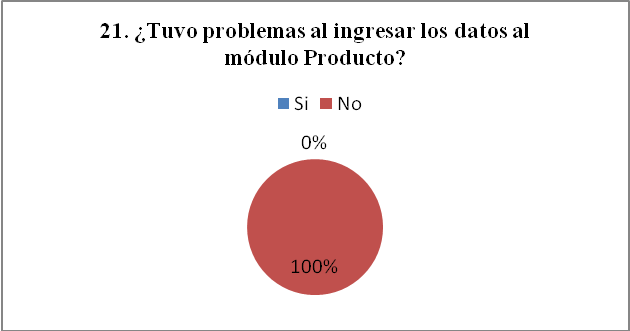 21. ¿Tuvo problemas al ingresar los datos al
módulo Producto?
Si No
0%
100%